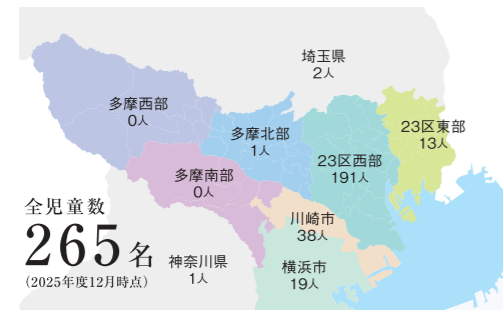 埼玉県
2人
多摩西部
0人
多摩北部
1人
23区東部
13人
23区西部
191人
多摩南部
0人
全児童数
265名
（2025年度12月時点）
川崎市
38人
神奈川県
1人
横浜市
19人